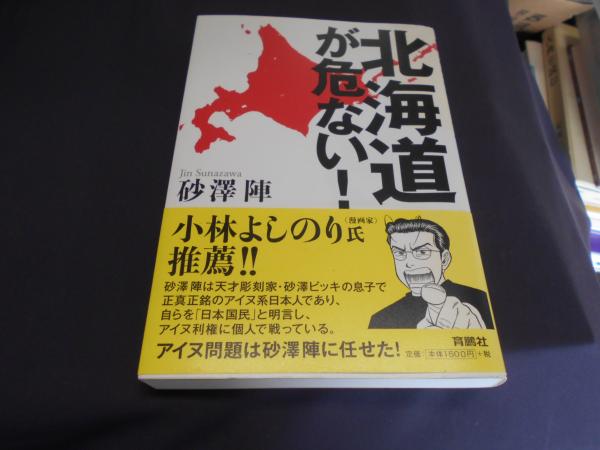 北海道
が危ない!
Jin Sunazawa
砂澤 陣
小林よしのり氏
(漫画家)
推薦!!
砂澤 陣は天才彫刻家・砂澤ビッキの息子で
正真正銘のアイヌ系日本人であり、
自らを「日本国民」と明言し、
アイヌ利権に個人で戦っている。
アイヌ問題は砂澤陣に任せた!
育鵬社
定価:本体1500円+税